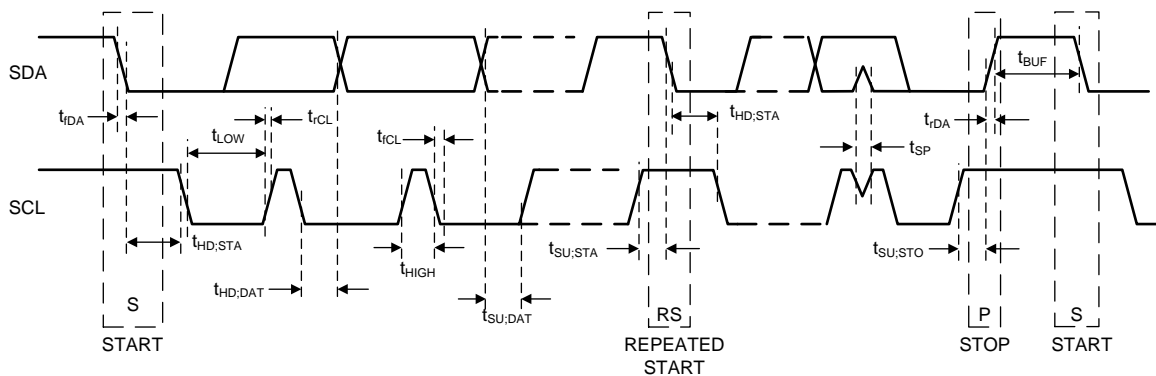 SDA
t_BUF
t_fDA
t_LOW
t_rCL
t_fCL
t_HD;STA
t_SP
t_rDA
SCL
t_HD;STA
t_HIGH
t_SU;STA
t_SU;STO
t_HD;DAT
t_SU;DAT
S
RS
P
S
START
REPEATED
START
STOP
START